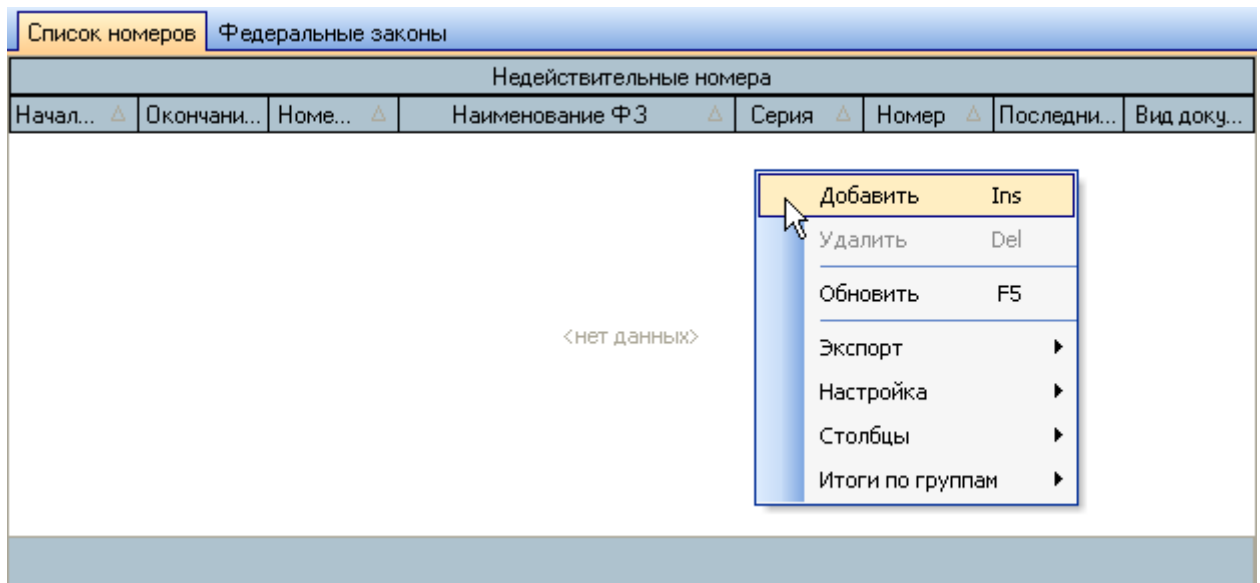 Список номеров Федеральные законы
Недействительные номера
Начал... Окончани... Номе... Наименование ФЗ Серия Номер Последни... Вид доку...
Добавить Ins
Удалить Del
Обновить F5
<нет данных>
Экспорт
Настройка
Столбцы
Итоги по группам